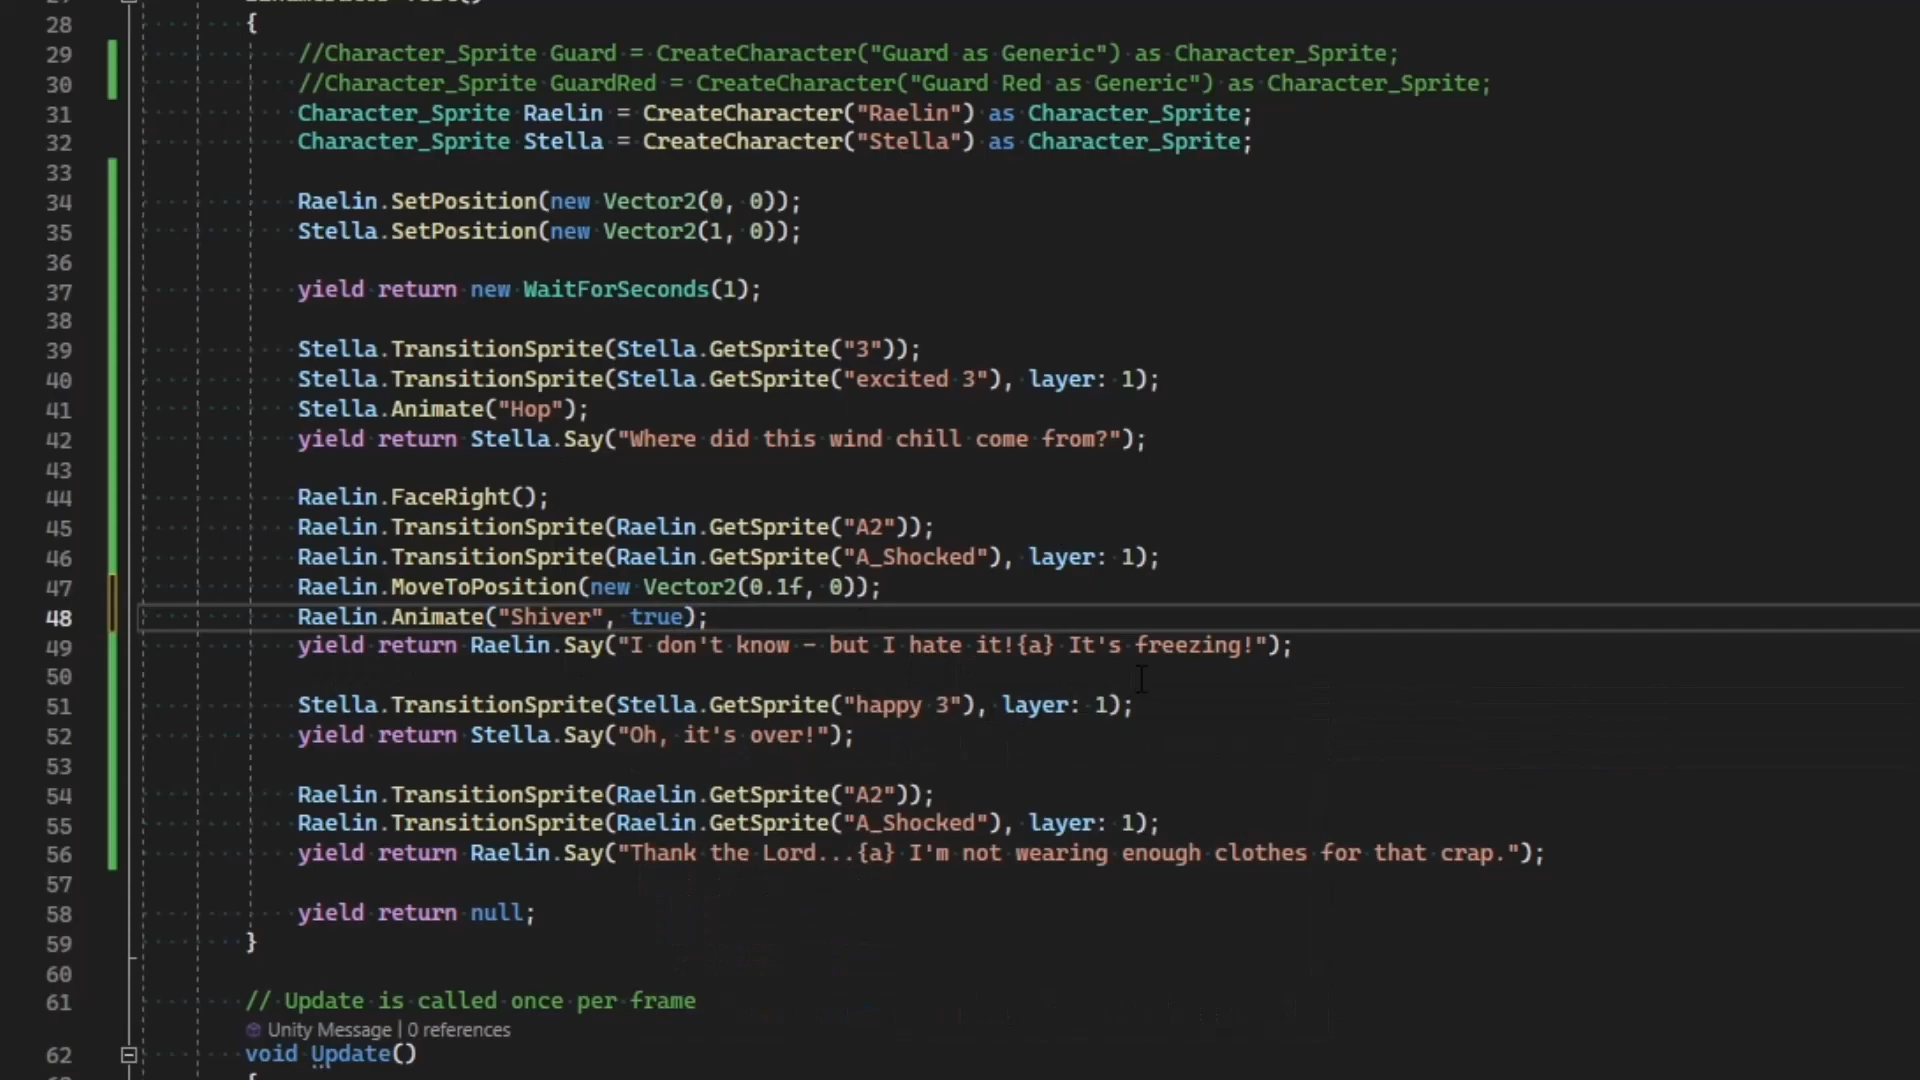 28 {
29 //Character_Sprite Guard = CreateCharacter("Guard as Generic") as Character_Sprite;
30 //Character_Sprite GuardRed = CreateCharacter("Guard Red as Generic") as Character_Sprite;
31 Character_Sprite Raelin = CreateCharacter("Raelin") as Character_Sprite;
32 Character_Sprite Stella = CreateCharacter("Stella") as Character_Sprite;
33
34 Raelin.SetPosition(new Vector2(0, 0));
35 Stella.SetPosition(new Vector2(1, 0));
36
37 yield return new WaitForSeconds(1);
38
39 Stella.TransitionSprite(Stella.GetSprite("3"));
40 Stella.TransitionSprite(Stella.GetSprite("excited 3"), layer: 1);
41 Stella.Animate("Hop");
42 yield return Stella.Say("Where did this wind chill come from?");
43
44 Raelin.FaceRight();
45 Raelin.TransitionSprite(Raelin.GetSprite("A2"));
46 Raelin.TransitionSprite(Raelin.GetSprite("A_Shocked"), layer: 1);
47 Raelin.MoveToPosition(new Vector2(0.1f, 0));
48 Raelin.Animate("Shiver", true);
49 yield return Raelin.Say("I don't know - but I hate it!{a} It's freezing!");
50
51 Stella.TransitionSprite(Stella.GetSprite("happy 3"), layer: 1);
52 yield return Stella.Say("Oh, it's over!");
53
54 Raelin.TransitionSprite(Raelin.GetSprite("A2"));
55 Raelin.TransitionSprite(Raelin.GetSprite("A_Shocked"), layer: 1);
56 yield return Raelin.Say("Thank the Lord...{a} I'm not wearing enough clothes for that crap.");
57
58 yield return null;
59 }
60
61 // Update is called once per frame
Unity Message | 0 references
62 void Update()